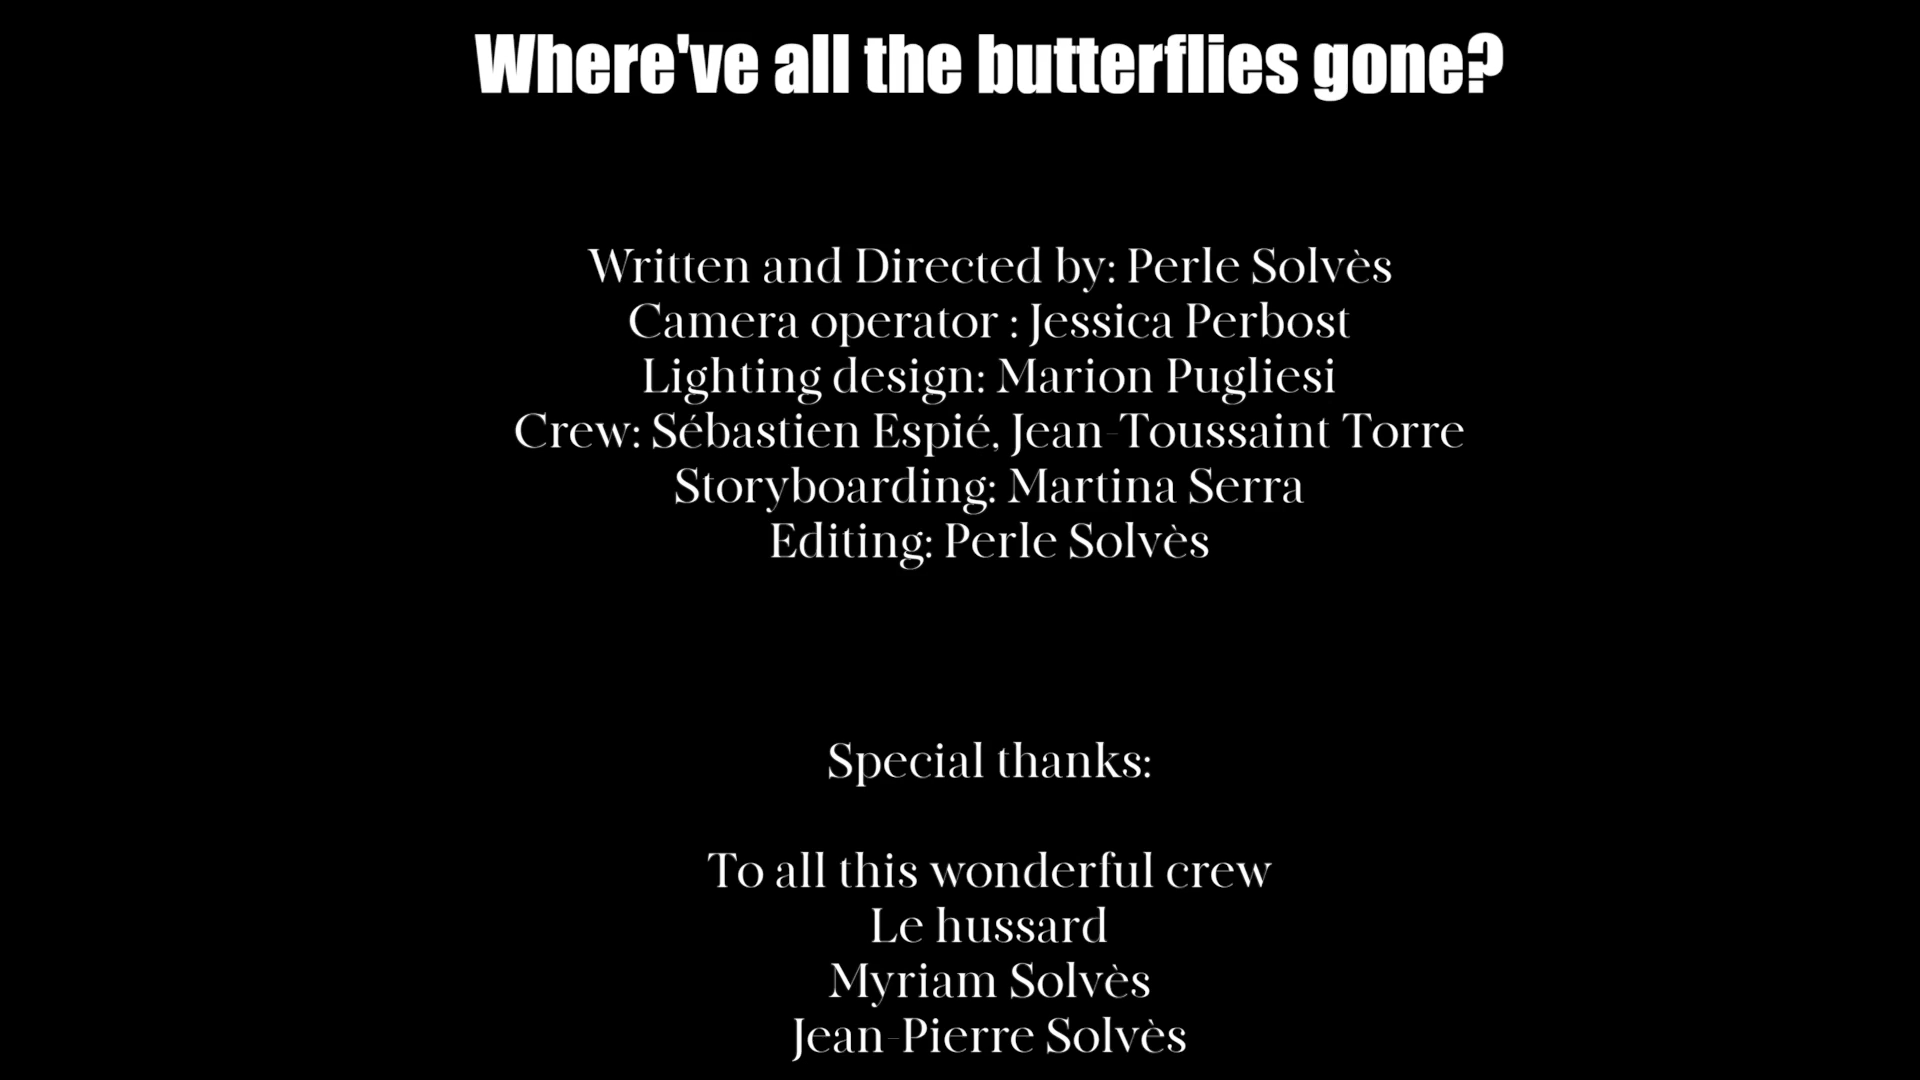 Where've all the butterflies gone?
Written and Directed by: Perle Solvès
Camera operator : Jessica Perbost
Lighting design: Marion Pugliesi
Crew: Sébastien Espié, Jean-Toussaint Torre
Storyboarding: Martina Serra
Editing: Perle Solvès
Special thanks:
To all this wonderful crew
Le hussard
Myriam Solvès
Jean-Pierre Solvès